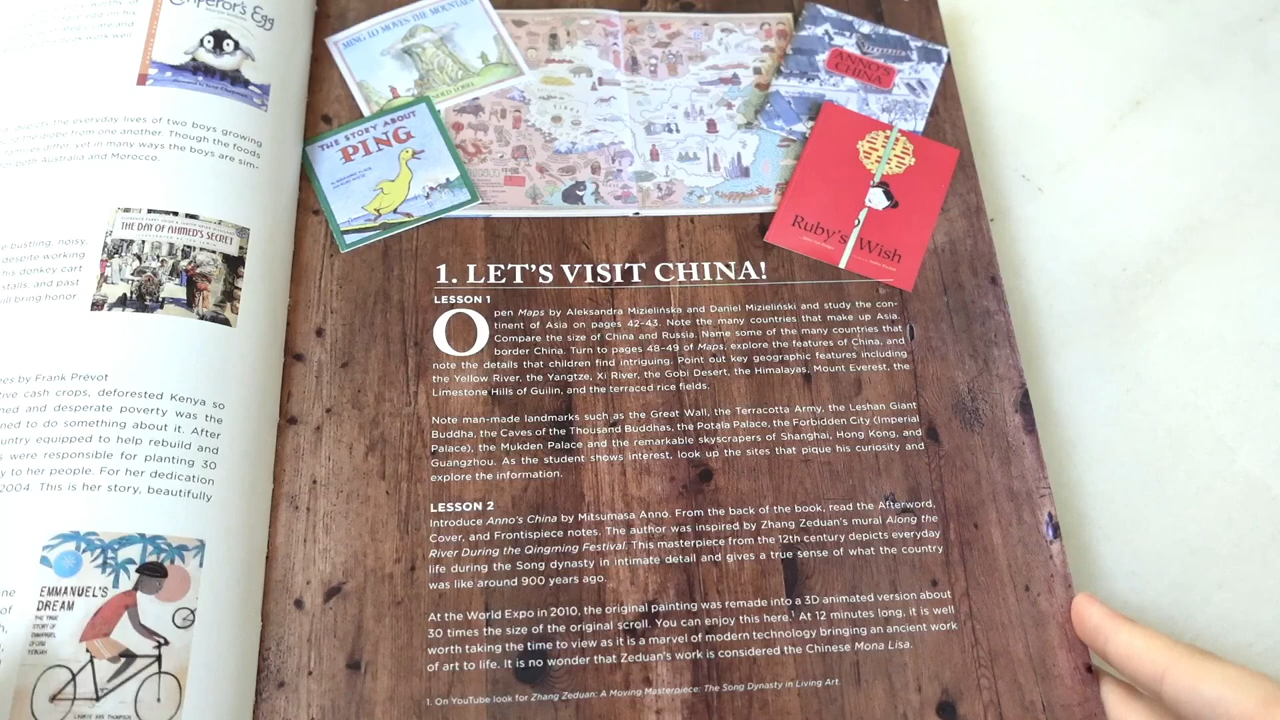 Emperor's Egg
the everyday lives of two boys growing
from one another. Though the foods
differ, yet in many ways the boys are sim-
both Australia and Morocco.
THE DAY OF AHMED'S SECRET
bustling, noisy,
despite working
his donkey cart
stalls, and past
will bring honor
by Frank Prévot
cash crops, deforested Kenya so
and desperate poverty was the
to do something about it. After
equipped to help rebuild and
were responsible for planting 30
to her people. For her dedication
2004. This is her story, beautifully
EMMANUEL'S
DREAM
THE TRUE
STORY OF
EMMANUEL
OFOSU
YEBOAH
MING LO MOVES THE MOUNTAIN
ARNOLD LOBEL
THE STORY ABOUT
PING
ANNO'S
CHINA
Ruby's Wish
1. LET'S VISIT CHINA!
LESSON 1
Open Maps by Aleksandra Mizielińska and Daniel Mizieliński and study the con-
tinent of Asia on pages 42–43. Note the many countries that make up Asia.
Compare the size of China and Russia. Name some of the many countries that
border China. Turn to pages 48–49 of Maps, explore the features of China, and
note the details that children find intriguing. Point out key geographic features including
the Yellow River, the Yangtze, Xi River, the Gobi Desert, the Himalayas, Mount Everest, the
Limestone Hills of Guilin, and the terraced rice fields.
Note man-made landmarks such as the Great Wall, the Terracotta Army, the Leshan Giant
Buddha, the Caves of the Thousand Buddhas, the Potala Palace, the Forbidden City (Imperial
Palace), the Mukden Palace and the remarkable skyscrapers of Shanghai, Hong Kong, and
Guangzhou. As the student shows interest, look up the sites that pique his curiosity and
explore the information.
LESSON 2
Introduce Anno's China by Mitsumasa Anno. From the back of the book, read the Afterword,
Cover, and Frontispiece notes. The author was inspired by Zhang Zeduan's mural Along the
River During the Qingming Festival. This masterpiece from the 12th century depicts everyday
life during the Song dynasty in intimate detail and gives a true sense of what the country
was like around 900 years ago.
At the World Expo in 2010, the original painting was remade into a 3D animated version about
30 times the size of the original scroll. You can enjoy this here.¹ At 12 minutes long, it is well
worth taking the time to view as it is a marvel of modern technology bringing an ancient work
of art to life. It is no wonder that Zeduan's work is considered the Chinese Mona Lisa.
1. On YouTube look for Zhang Zeduan: A Moving Masterpiece: The Song Dynasty in Living Art.